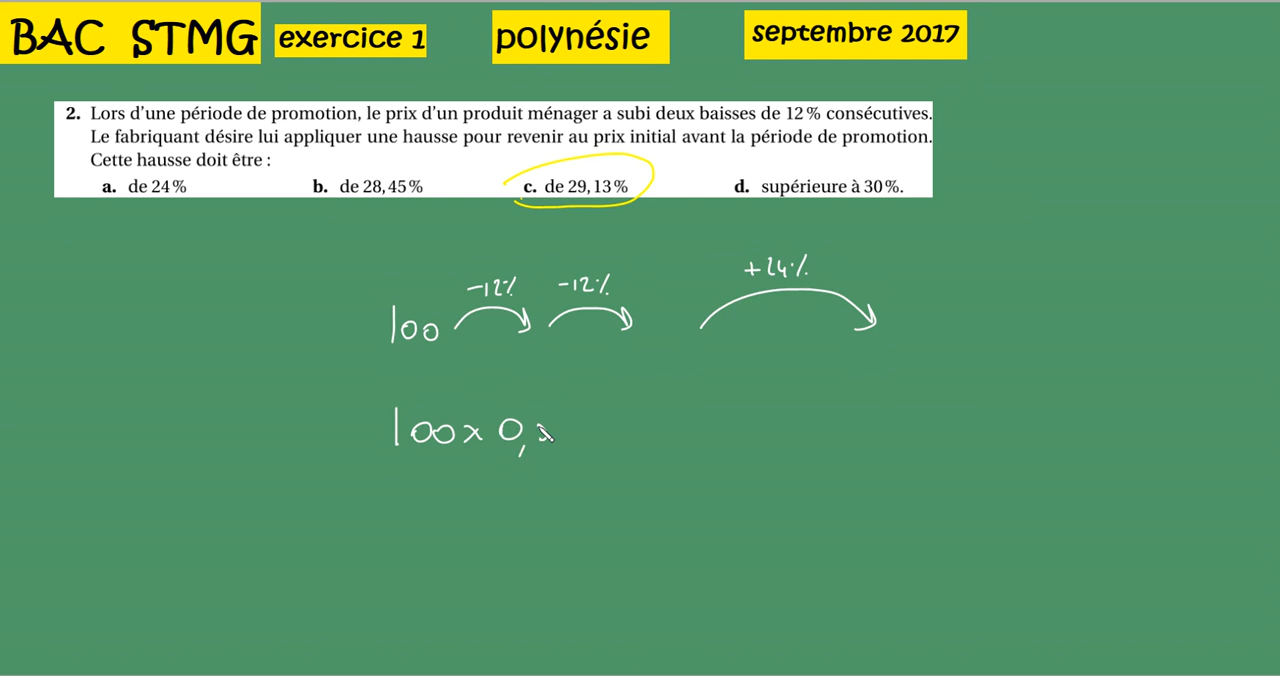 BAC STMG exercice 1 polynésie septembre 2017
2. Lors d'une période de promotion, le prix d'un produit ménager a subi deux baisses de 12 % consécutives.
Le fabriquant désire lui appliquer une hausse pour revenir au prix initial avant la période de promotion.
Cette hausse doit être :
a. de 24 % b. de 28,45 % c. de 29,13 % d. supérieure à 30 %.
-12% -12% +24%
100
100 x 0,